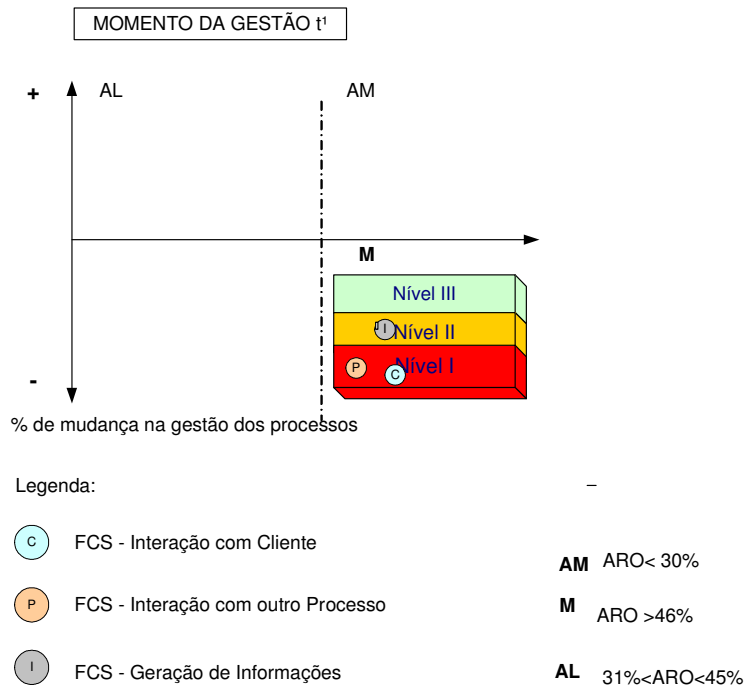 MOMENTO DA GESTÃO t¹
+ AL AM
M
Nível III
I Nível II
P C Nível I
-
% de mudança na gestão dos processos
Legenda:
–
C FCS - Interação com Cliente
AM ARO< 30%
P FCS - Interação com outro Processo
M ARO >46%
I FCS - Geração de Informações
AL 31%<ARO<45%